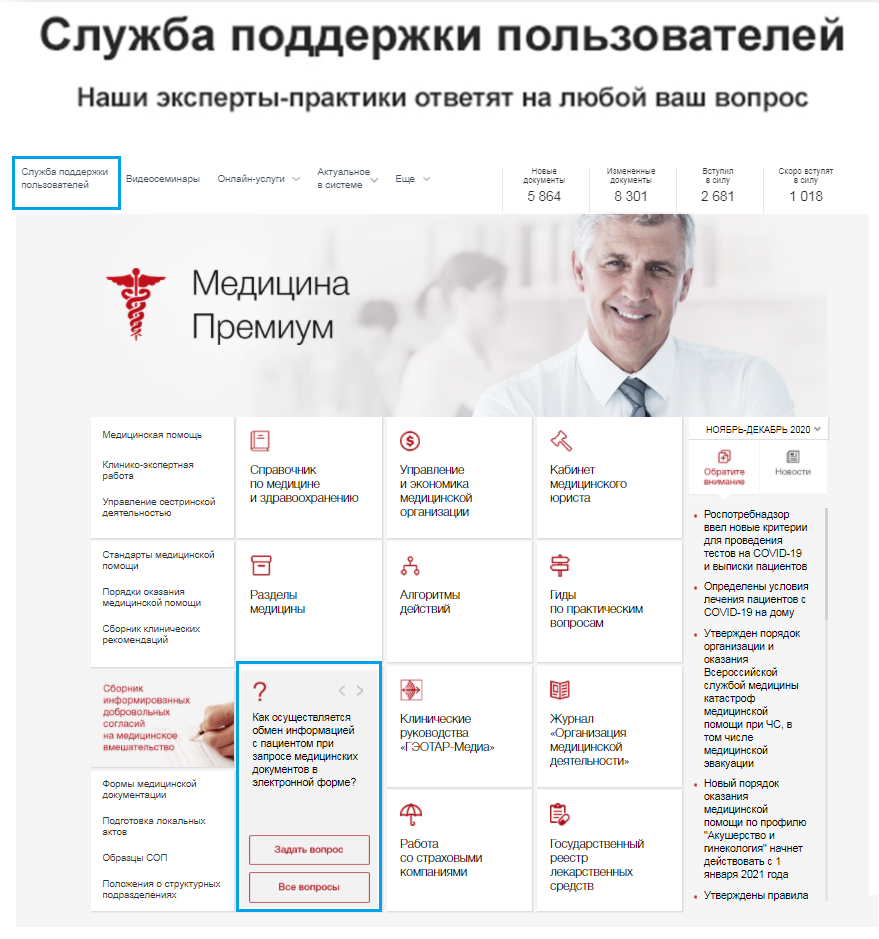 Служба поддержки пользователей
Наши эксперты-практики ответят на любой ваш вопрос
Служба поддержки
пользователей
Видеосеминары
Онлайн-услуги
Актуальное
в системе
Еще
Новые
документы
5 864
Измененные
документы
8 301
Вступил
в силу
2 681
Скоро вступят
в силу
1 018
Медицина
Премиум
Медицинская помощь
Клинико-экспертная
работа
Управление сестринской
деятельностью
Справочник
по медицине
и здравоохранению
Управление
и экономика
медицинской
организации
Кабинет
медицинского
юриста
Стандарты медицинской
помощи
Порядки оказания
медицинской помощи
Сборник клинических
рекомендаций
Разделы
медицины
Алгоритмы
действий
Гиды
по практическим
вопросам
Сборник
информированных
добровольных
согласий
на медицинское
вмешательство
?
Как осуществляется
обмен информацией
с пациентом при
запросе медицинских
документов в
электронной форме?
Задать вопрос
Все вопросы
Клинические
руководства
«ГЭОТАР-Медиа»
Журнал
«Организация
медицинской
деятельности»
Формы медицинской
документации
Подготовка локальных
актов
Образцы СОП
Положения о структурных
подразделениях
Работа
со страховыми
компаниями
Государственный
реестр
лекарственных
средств
НОЯБРЬ-ДЕКАБРЬ 2020
Обратите
внимание
Новости
Роспотребнадзор
ввел новые критерии
для проведения
тестов на COVID-19
и выписки пациентов
Определены условия
лечения пациентов с
COVID-19 на дому
Утвержден порядок
организации и
оказания
Всероссийской
службой медицины
катастроф
медицинской
помощи при ЧС, в
том числе
медицинской
эвакуации
Новый порядок
оказания
медицинской
помощи по профилю
"Акушерство и
гинекология" начнет
действовать с 1
января 2021 года
Утверждены правила